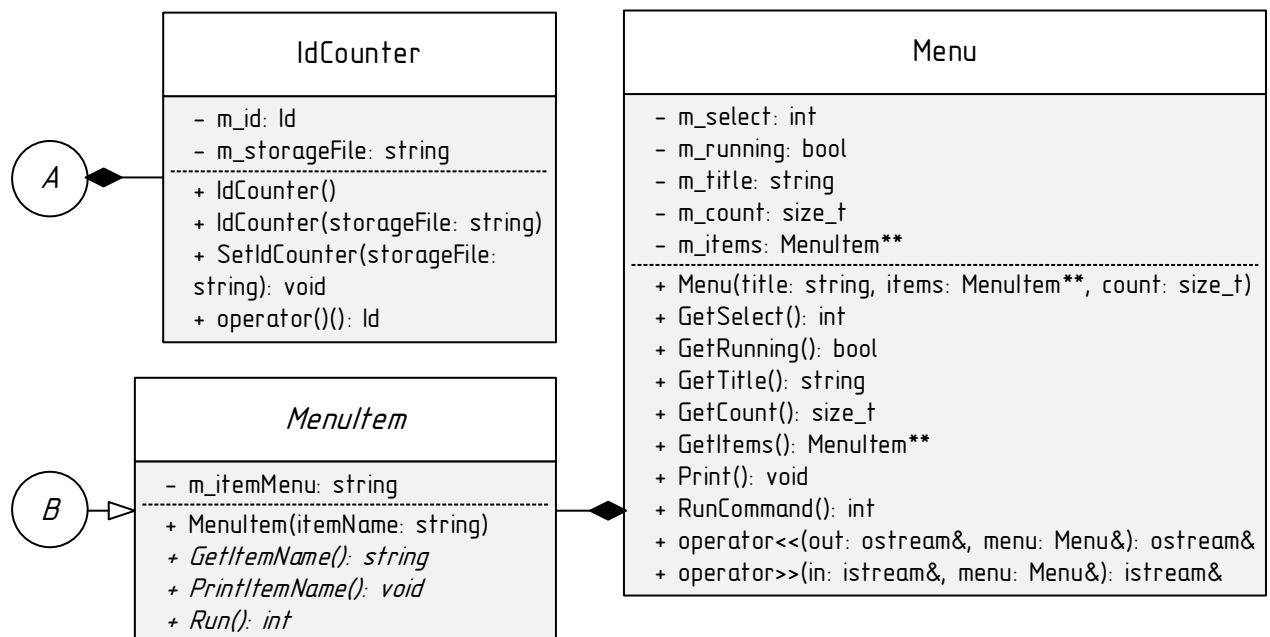 A
IdCounter
- m_id: Id
- m_storageFile: string
+ IdCounter()
+ IdCounter(storageFile: string)
+ SetIdCounter(storageFile:
string): void
+ operator()(): Id
B
MenuItem
- m_itemMenu: string
+ MenuItem(itemName: string)
+ GetItemName(): string
+ PrintItemName(): void
+ Run(): int
Menu
- m_select: int
- m_running: bool
- m_title: string
- m_count: size_t
- m_items: MenuItem**
+ Menu(title: string, items: MenuItem**, count: size_t)
+ GetSelect(): int
+ GetRunning(): bool
+ GetTitle(): string
+ GetCount(): size_t
+ GetItems(): MenuItem**
+ Print(): void
+ RunCommand(): int
+ operator<<(out: ostream&, menu: Menu&): ostream&
+ operator>>(in: istream&, menu: Menu&): istream&